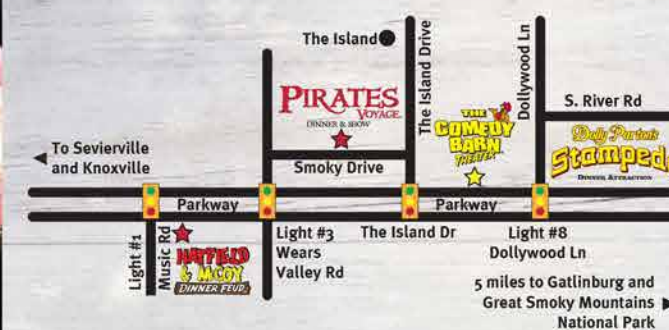 The Island
The Island Drive
Dollywood Ln
PIRATES
VOYAGE
DINNER & SHOW
THE
COMEDY
BARN
THEATER
S. River Rd
Dolly Parton's
Stamped
DINNER ATTRACTION
To Sevierville
and Knoxville
Smoky Drive
Parkway
Parkway
Light #1
Music Rd
HATFIELD
& MCCOY
DINNER FEUD
Light #3
Wears
Valley Rd
The Island Dr
Light #8
Dollywood Ln
5 miles to Gatlinburg and
Great Smoky Mountains
National Park